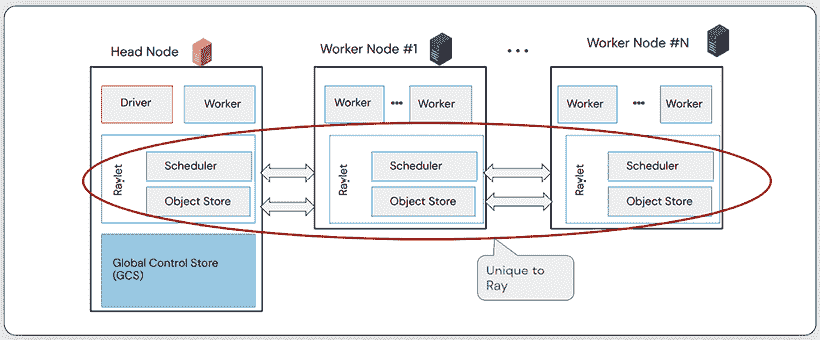 Head Node
Worker Node #1
Worker Node #N
Driver
Worker
Worker
Worker
Worker
Worker
Raylet
Scheduler
Object Store
Raylet
Scheduler
Object Store
Raylet
Scheduler
Object Store
Global Control Store
(GCS)
Unique to
Ray